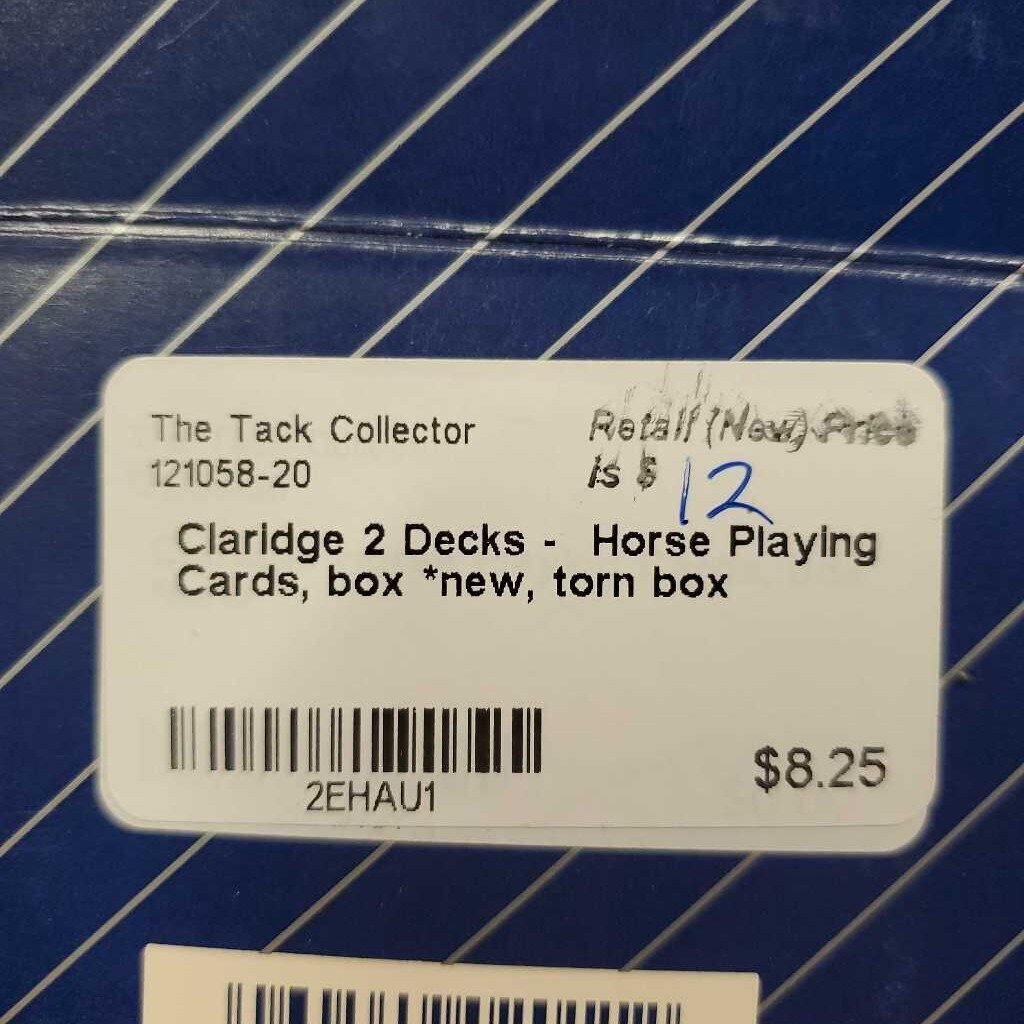 The Tack Collector
121058-20
Retail (New) Price
is $ 12
Claridge 2 Decks - Horse Playing
Cards, box *new, torn box
2EHAU1
$8.25